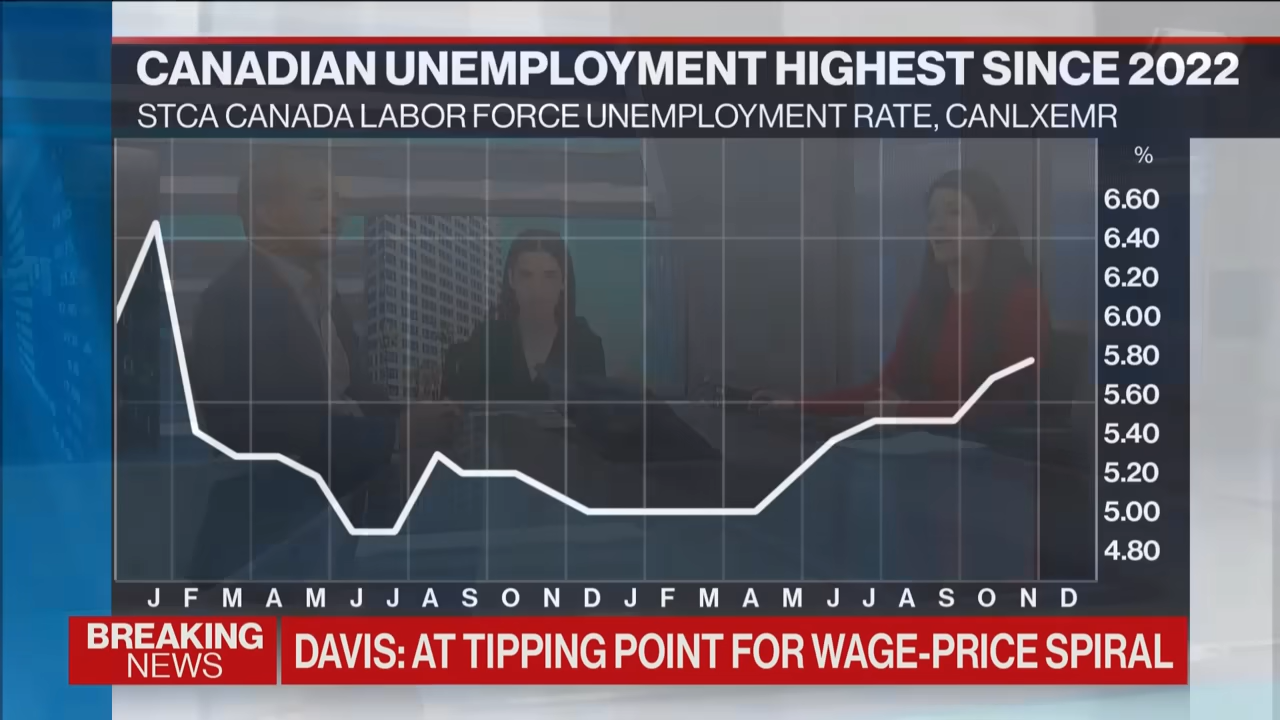 CANADIAN UNEMPLOYMENT HIGHEST SINCE 2022
STCA CANADA LABOR FORCE UNEMPLOYMENT RATE, CANLXEMR
%
6.60
6.40
6.20
6.00
5.80
5.60
5.40
5.20
5.00
4.80
J F M A M J J A S O N D J F M A M J J A S O N D
BREAKING
NEWS
DAVIS: AT TIPPING POINT FOR WAGE-PRICE SPIRAL